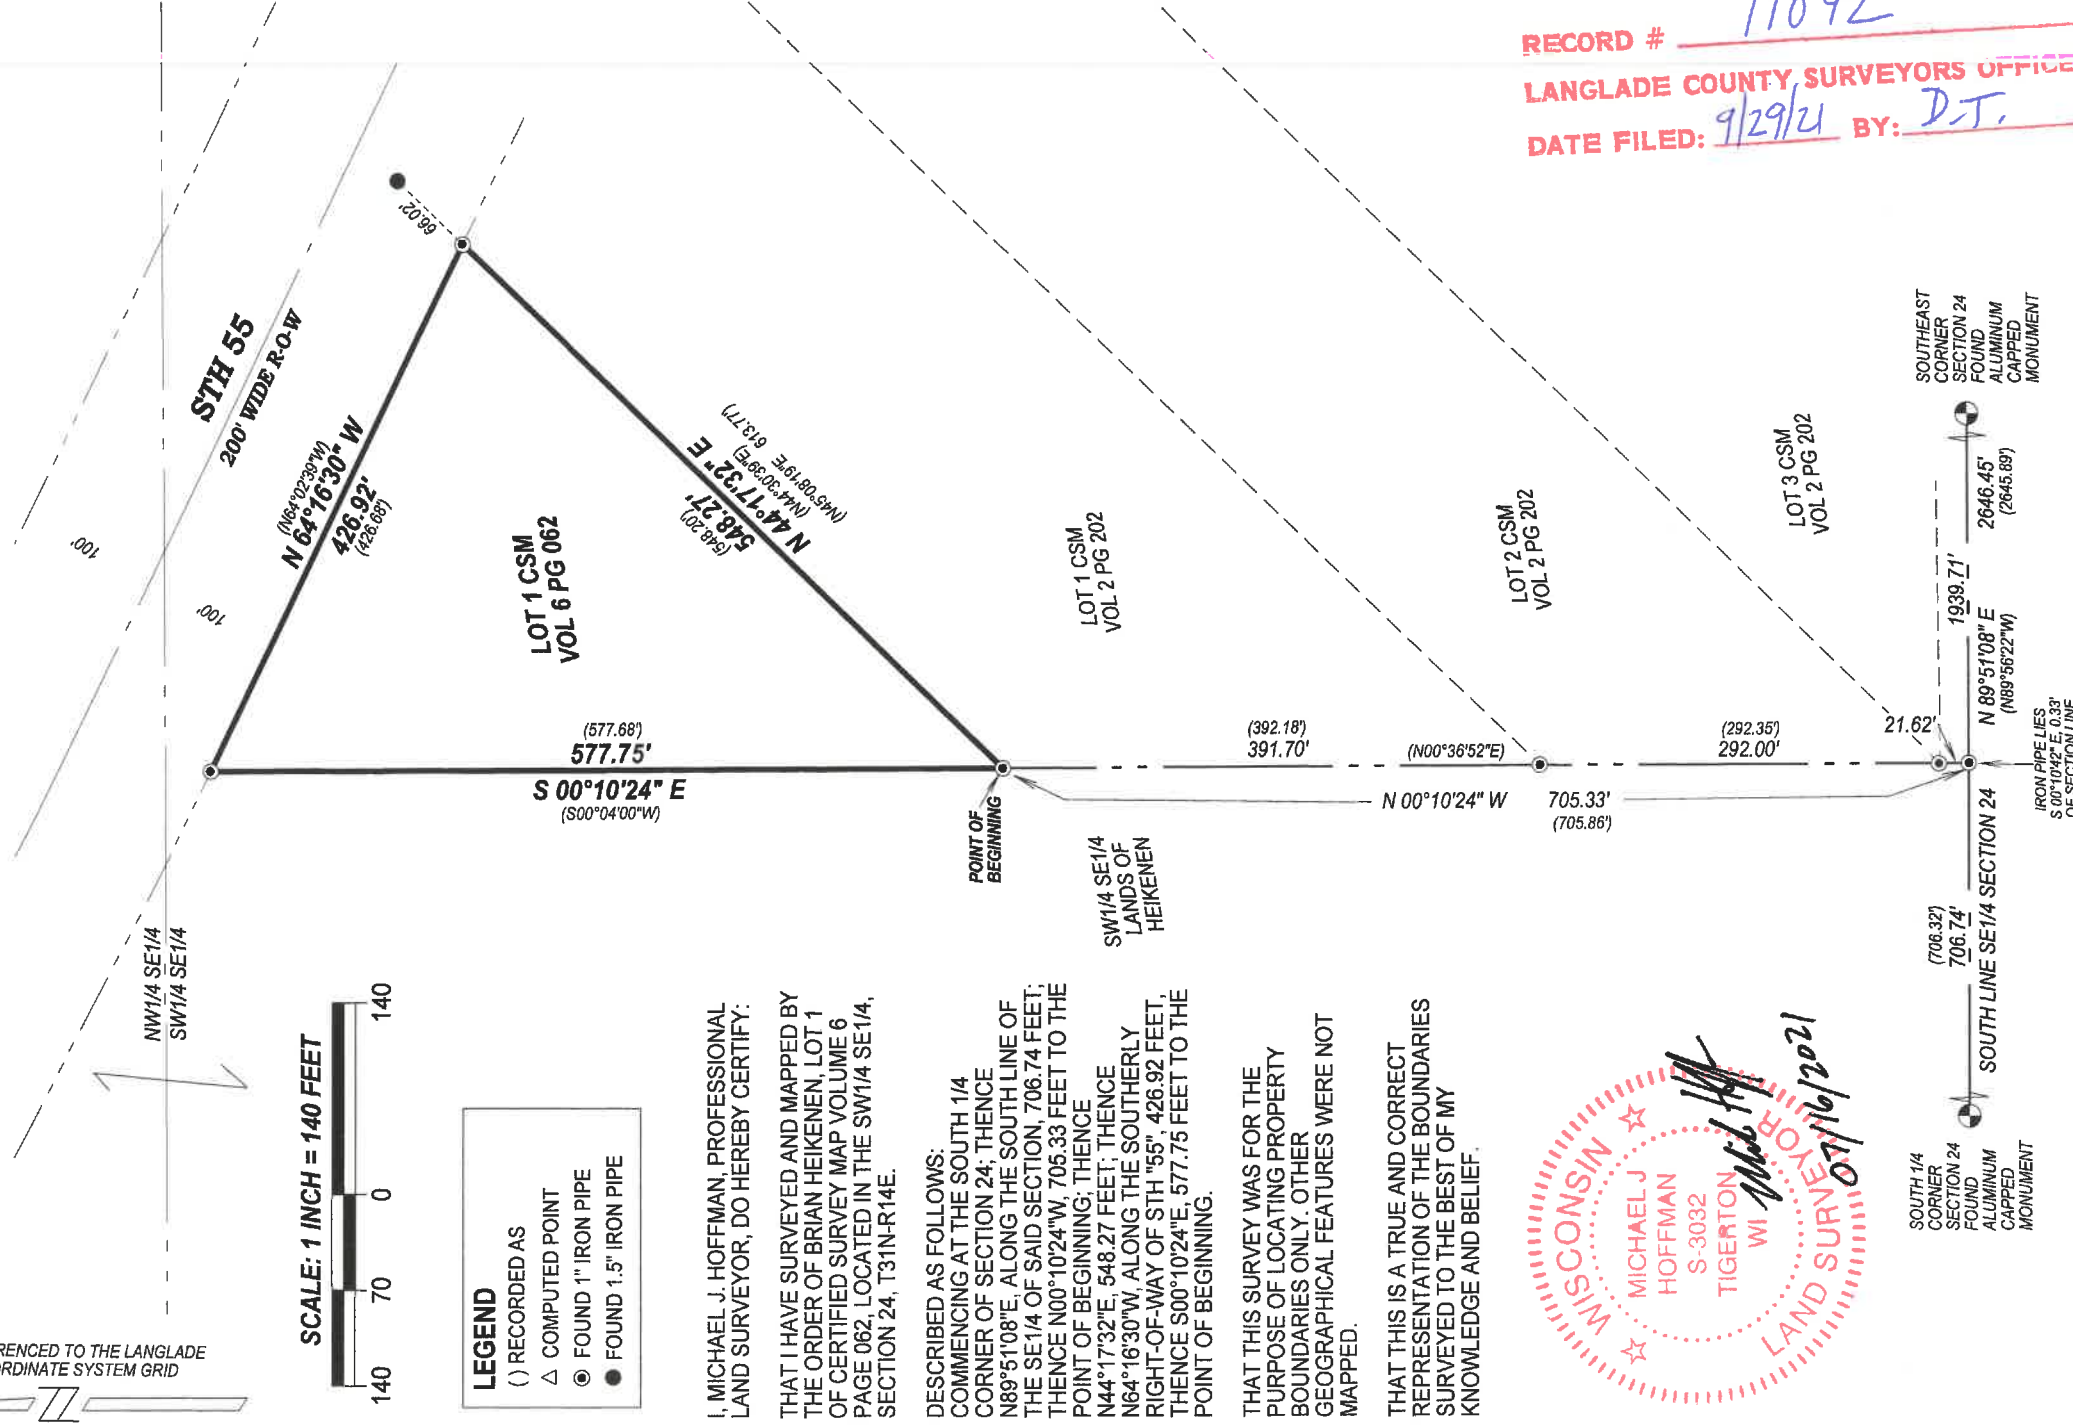 RECORD # 11092
LANGLADE COUNTY SURVEYORS OFFICE
DATE FILED: 9/29/21 BY: D.T.
STH 55
200' WIDE R-O-W
100'
100'
66.02'
(N64°02'39"W)
N 64°16'30" W
426.92'
(426.68')
LOT 1 CSM
VOL 6 PG 062
(548.20')
548.27'
N 44°17'32" E
(N44°30'39"E)
(N45°08'19"E 613.77')
(577.68')
577.75'
S 00°10'24" E
(S00°04'00"W)
POINT OF
BEGINNING
LOT 1 CSM
VOL 2 PG 202
LOT 2 CSM
VOL 2 PG 202
LOT 3 CSM
VOL 2 PG 202
(392.18')
391.70'
(N00°36'52"E)
(292.35')
292.00'
21.62'
N 00°10'24" W 705.33'
(705.86')
SW1/4 SE1/4
LANDS OF
HEIKENEN
NW1/4 SE1/4
SW1/4 SE1/4
SOUTHEAST
CORNER
SECTION 24
FOUND
ALUMINUM
CAPPED
MONUMENT
2646.45'
(2645.89')
1939.71'
N 89°51'08" E
(N89°56'22"W)
IRON PIPE LIES
S 00°10'42" E, 0.33'
OF SECTION LINE
(706.32')
706.74'
SOUTH LINE SE1/4 SECTION 24
SOUTH 1/4
CORNER
SECTION 24
FOUND
ALUMINUM
CAPPED
MONUMENT
SCALE: 1 INCH = 140 FEET
140 70 0 140
RENCED TO THE LANGLADE
RDINATE SYSTEM GRID
LEGEND
( ) RECORDED AS
△ COMPUTED POINT
FOUND 1" IRON PIPE
FOUND 1.5" IRON PIPE
I, MICHAEL J. HOFFMAN, PROFESSIONAL
LAND SURVEYOR, DO HEREBY CERTIFY:
THAT I HAVE SURVEYED AND MAPPED BY
THE ORDER OF BRIAN HEIKENEN, LOT 1
OF CERTIFIED SURVEY MAP VOLUME 6
PAGE 062, LOCATED IN THE SW1/4 SE1/4,
SECTION 24, T31N-R14E.
DESCRIBED AS FOLLOWS:
COMMENCING AT THE SOUTH 1/4
CORNER OF SECTION 24; THENCE
N89°51'08"E, ALONG THE SOUTH LINE OF
THE SE1/4 OF SAID SECTION, 706.74 FEET;
THENCE N00°10'24"W, 705.33 FEET TO THE
POINT OF BEGINNING; THENCE
N44°17'32"E, 548.27 FEET; THENCE
N64°16'30"W, ALONG THE SOUTHERLY
RIGHT-OF-WAY OF STH "55", 426.92 FEET,
THENCE S00°10'24"E, 577.75 FEET TO THE
POINT OF BEGINNING.
THAT THIS SURVEY WAS FOR THE
PURPOSE OF LOCATING PROPERTY
BOUNDARIES ONLY. OTHER
GEOGRAPHICAL FEATURES WERE NOT
MAPPED.
THAT THIS IS A TRUE AND CORRECT
REPRESENTATION OF THE BOUNDARIES
SURVEYED TO THE BEST OF MY
KNOWLEDGE AND BELIEF.
WISCONSIN
MICHAEL J
HOFFMAN
S-3032
TIGERTON
WI
LAND SURVEYOR
07/16/2021